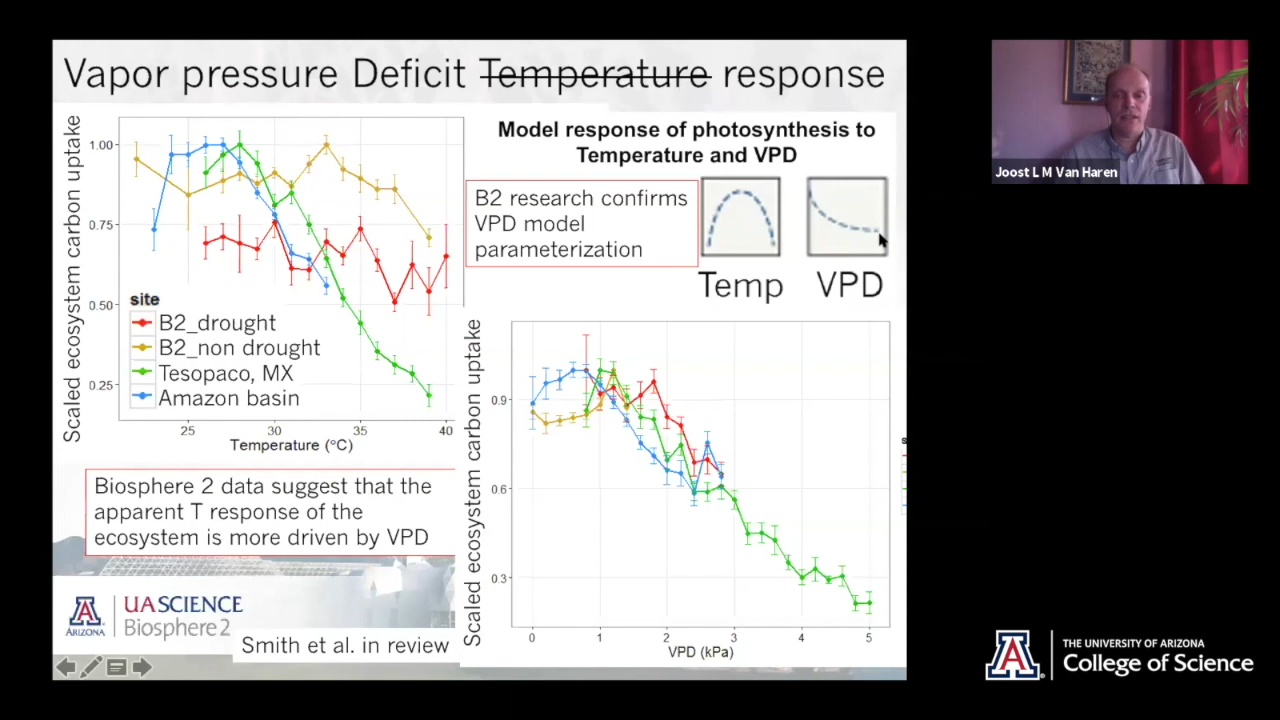 Vapor pressure Deficit Temperature response
Scaled ecosystem carbon uptake
1.00
0.75
0.50
0.25
25
30
35
40
Temperature (°C)
site
B2_drought
B2_non drought
Tesopaco, MX
Amazon basin
Model response of photosynthesis to
Temperature and VPD
B2 research confirms
VPD model
parameterization
Temp
VPD
Scaled ecosystem carbon uptake
0.9
0.6
0.3
0
1
2
3
4
5
VPD (kPa)
Biosphere 2 data suggest that the
apparent T response of the
ecosystem is more driven by VPD
A
ARIZONA
UASCIENCE
Biosphere 2
Smith et al. in review
Joost L M Van Haren
A
THE UNIVERSITY OF ARIZONA
College of Science